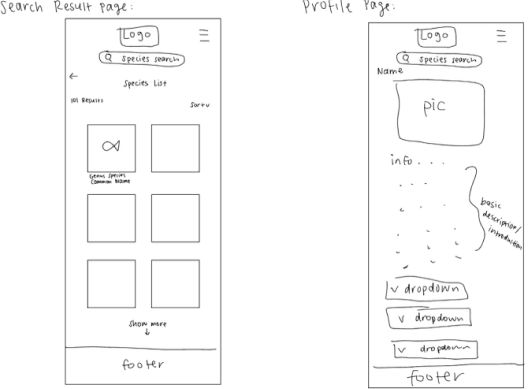 Search Result Page:
Logo
species search
Species List
101 Results
Sort v
Genus Species
Common Name
Show more
footer
Profile Page:
Logo
species search
Name
pic
info...
basic
description/
introduction
v dropdown
v dropdown
v dropdown
footer